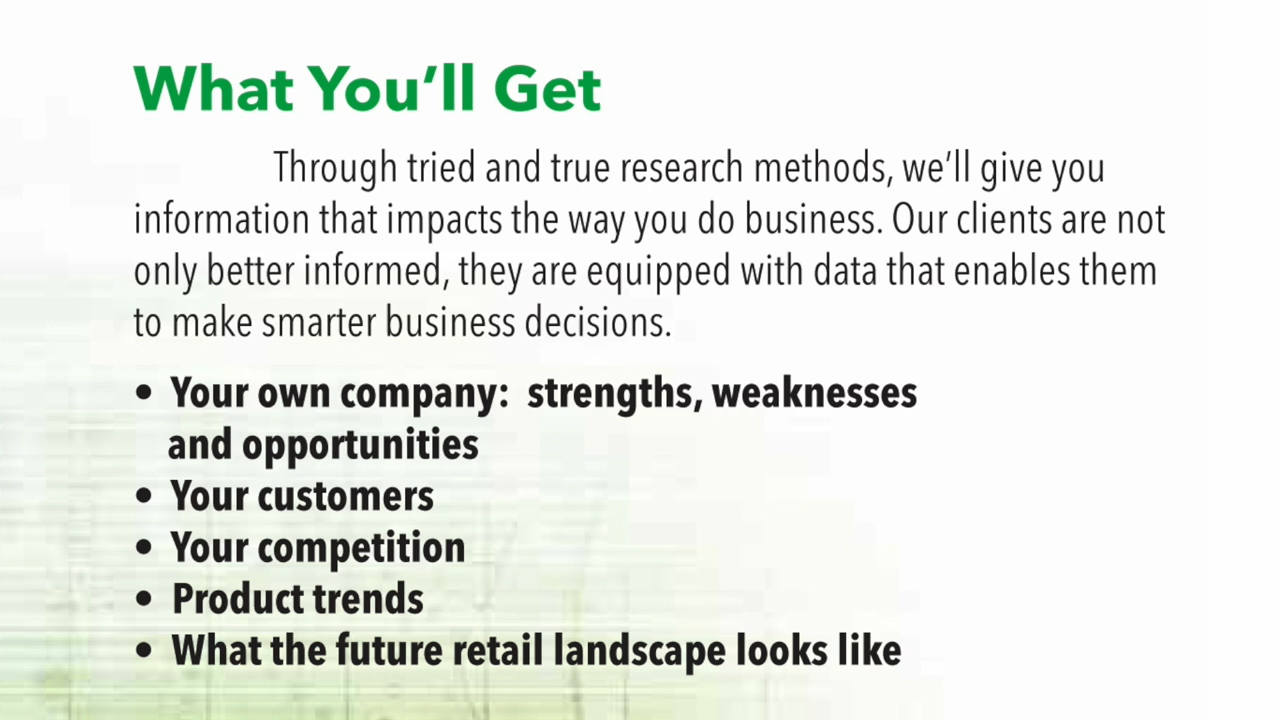 What You’ll Get
Through tried and true research methods, we’ll give you
information that impacts the way you do business. Our clients are not
only better informed, they are equipped with data that enables them
to make smarter business decisions.
• Your own company:  strengths, weaknesses
and opportunities
• Your customers
• Your competition
• Product trends
• What the future retail landscape looks like